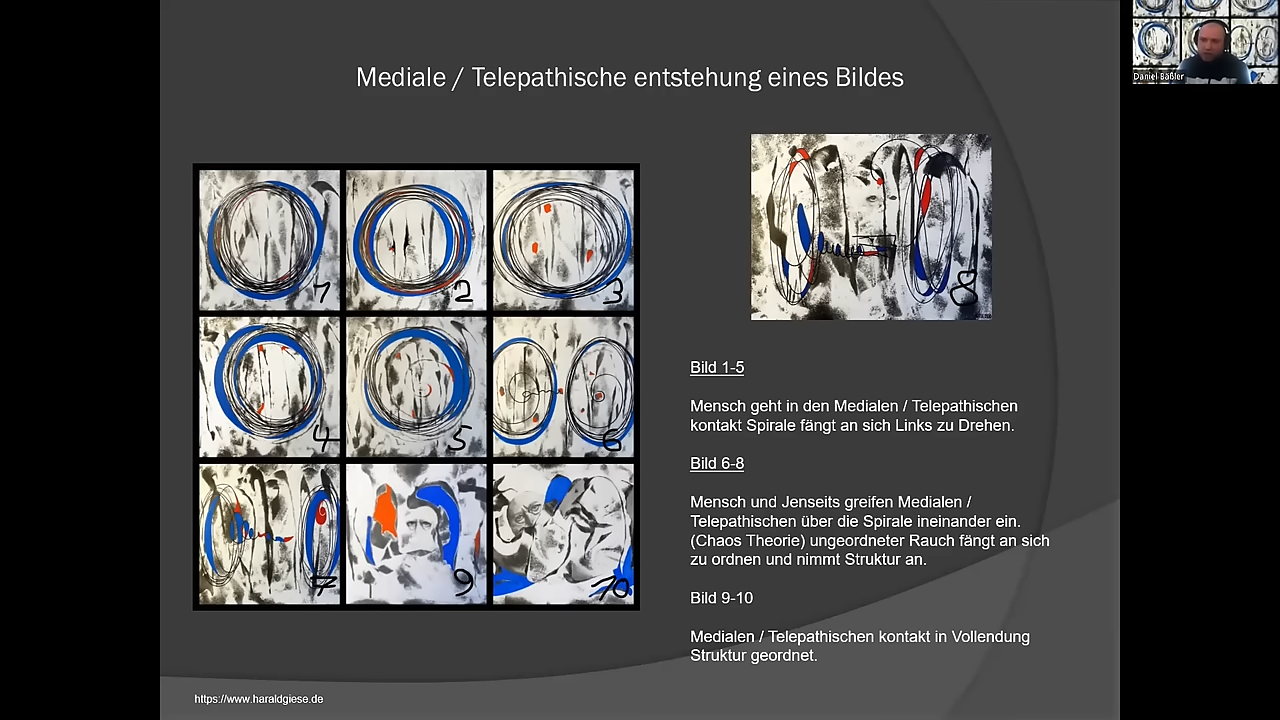 Mediale / Telepathische entstehung eines Bildes
Daniel Bäßler
1
2
3
4
5
6
7
9
10
8
Bild 1-5
Mensch geht in den Medialen / Telepathischen
kontakt Spirale fängt an sich Links zu Drehen.
Bild 6-8
Mensch und Jenseits greifen Medialen /
Telepathischen über die Spirale ineinander ein.
(Chaos Theorie) ungeordneter Rauch fängt an sich
zu ordnen und nimmt Struktur an.
Bild 9-10
Medialen / Telepathischen kontakt in Vollendung
Struktur geordnet.
https://www.haraldgiese.de